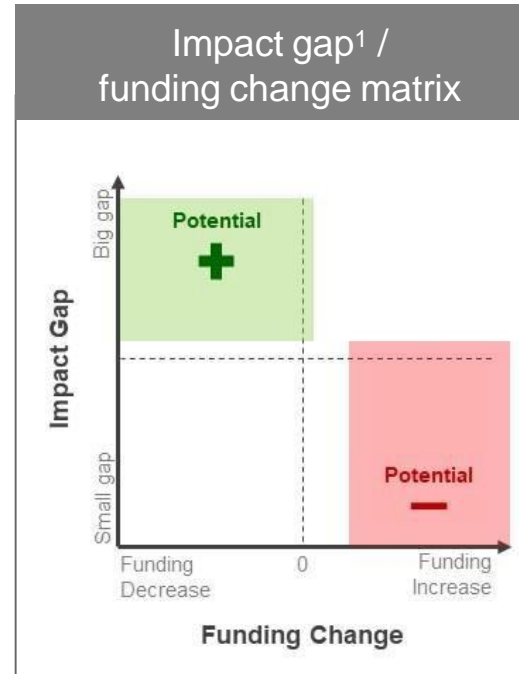 Impact gap¹ /
funding change matrix
Big gap
Potential
+
Impact Gap
Small gap
Potential
−
Funding
Decrease
0
Funding
Increase
Funding Change